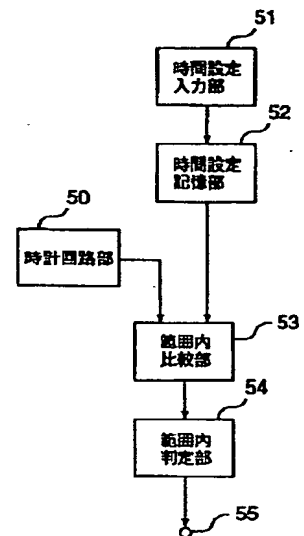 51
時間設定
入力部
52
時間設定
記憶部
50
時計回路部
53
範囲内
比較部
54
範囲内
判定部
55